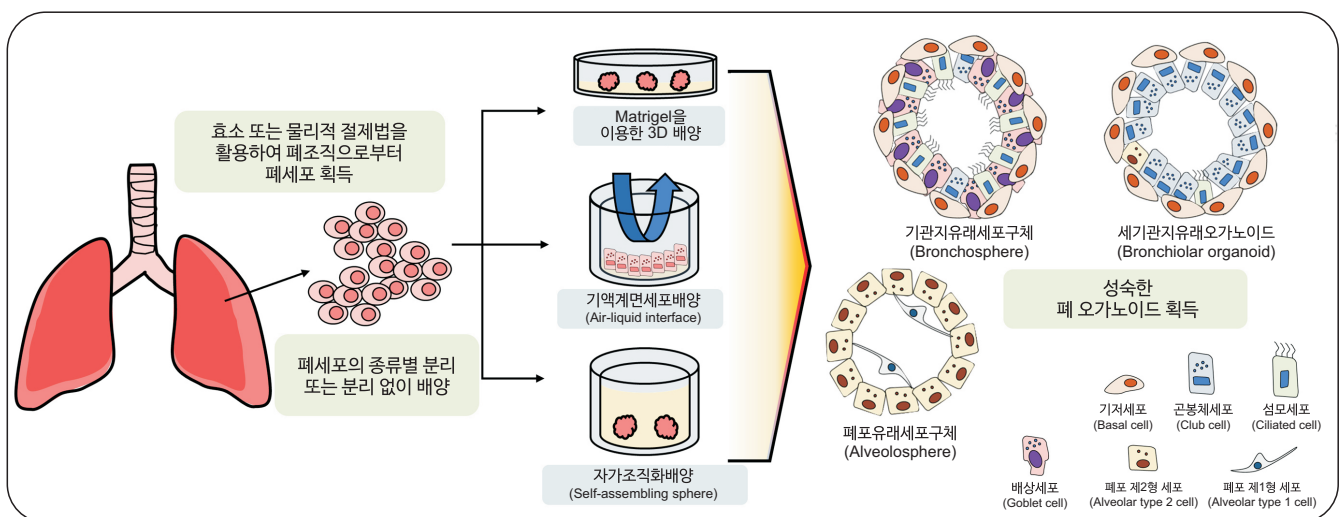 효소 또는 물리적 절제법을
활용하여 폐조직으로부터
폐세포 획득
폐세포의 종류별 분리
또는 분리 없이 배양
Matrigel을
이용한 3D 배양
기액계면세포배양
(Air-liquid interface)
자가조직화배양
(Self-assembling sphere)
기관지유래세포구체
(Bronchosphere)
세기관지유래오가노이드
(Bronchiolar organoid)
폐포유래세포구체
(Alveolosphere)
성숙한
폐 오가노이드 획득
기저세포
(Basal cell)
곤봉체세포
(Club cell)
섬모세포
(Ciliated cell)
배상세포
(Goblet cell)
폐포 제2형 세포
(Alveolar type 2 cell)
폐포 제1형 세포
(Alveolar type 1 cell)